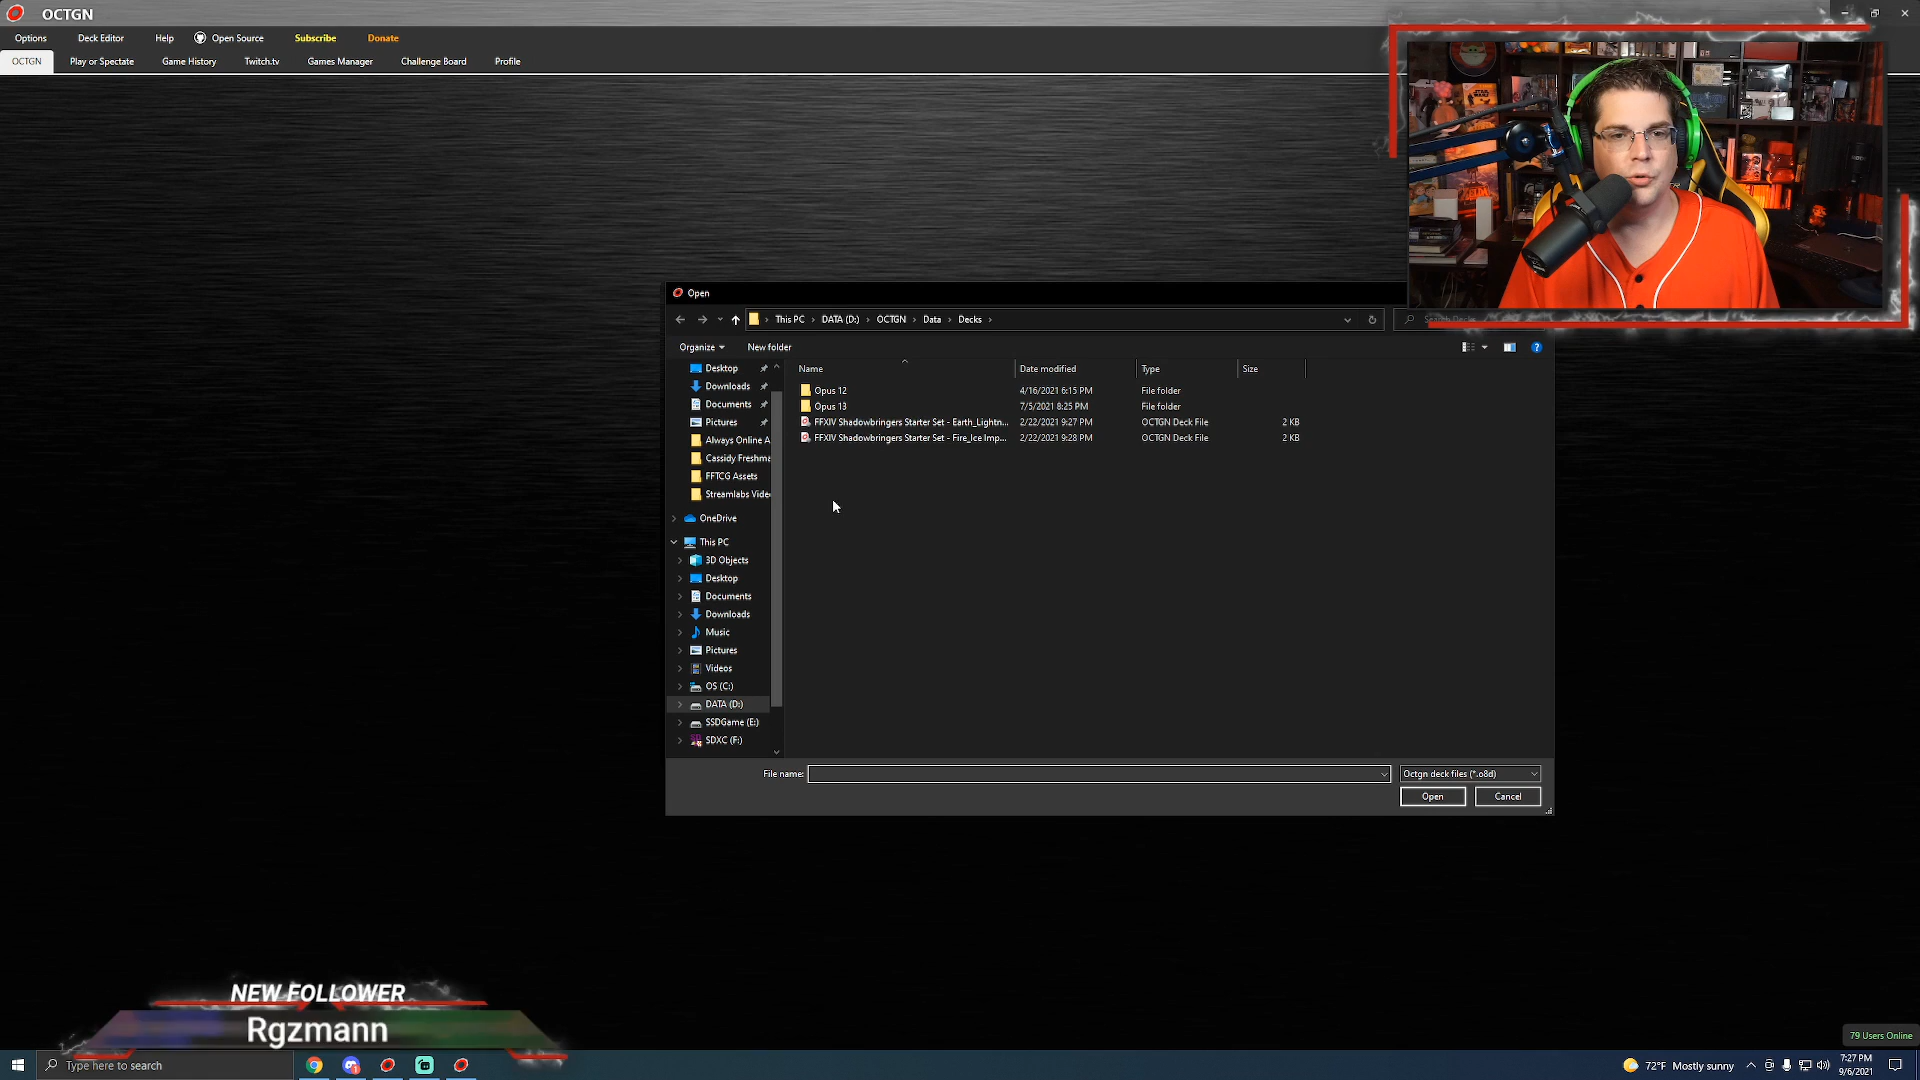 OCTGN
Options Deck Editor Help Open Source Subscribe Donate
OCTGN Play or Spectate Game History Twitch.tv Games Manager Challenge Board Profile
Open
This PC DATA (D:) OCTGN Data Decks
Organize New folder
Name Date modified Type Size
Opus 12 4/16/2021 6:15 PM File folder
Opus 13 7/5/2021 8:25 PM File folder
FFXIV Shadowbringers Starter Set - Earth_Lightn... 2/22/2021 9:27 PM OCTGN Deck File 2 KB
FFXIV Shadowbringers Starter Set - Fire_Ice Imp... 2/22/2021 9:28 PM OCTGN Deck File 2 KB
Desktop
Downloads
Documents
Pictures
Always Online A
Cassidy Freshma
FFTCG Assets
Streamlabs Video
OneDrive
This PC
3D Objects
Desktop
Documents
Downloads
Music
Pictures
Videos
OS (C:)
DATA (D:)
SSDGame (E:)
SDXC (F:)
File name: Octgn deck files (*.o8d)
Open Cancel
NEW FOLLOWER
Rgzmann
79 Users Online
Type here to search
72°F Mostly sunny
7:27 PM
9/6/2021